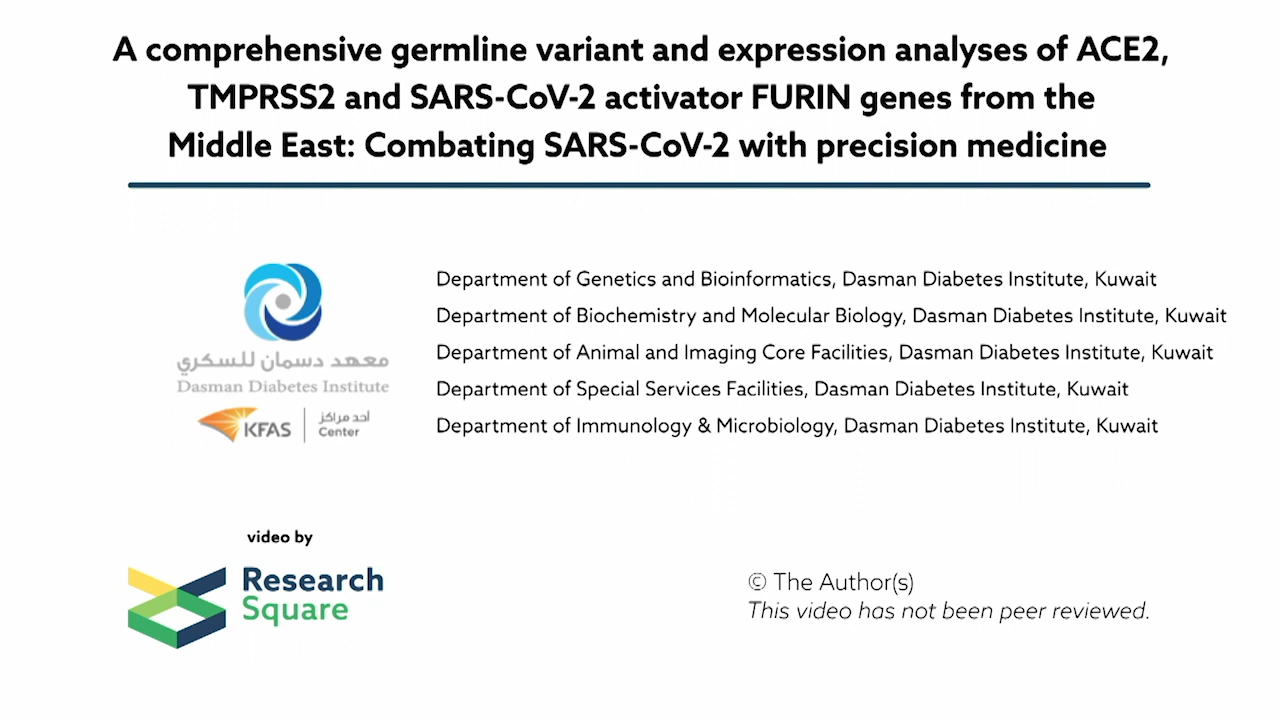 A comprehensive germline variant and expression analyses of ACE2,
TMPRSS2 and SARS-CoV-2 activator FURIN genes from the
Middle East: Combating SARS-CoV-2 with precision medicine
معهد دسمان للسكري
Dasman Diabetes Institute
KFAS
أحد مراكز
Center
Department of Genetics and Bioinformatics, Dasman Diabetes Institute, Kuwait
Department of Biochemistry and Molecular Biology, Dasman Diabetes Institute, Kuwait
Department of Animal and Imaging Core Facilities, Dasman Diabetes Institute, Kuwait
Department of Special Services Facilities, Dasman Diabetes Institute, Kuwait
Department of Immunology & Microbiology, Dasman Diabetes Institute, Kuwait
video by
Research
Square
© The Author(s)
This video has not been peer reviewed.